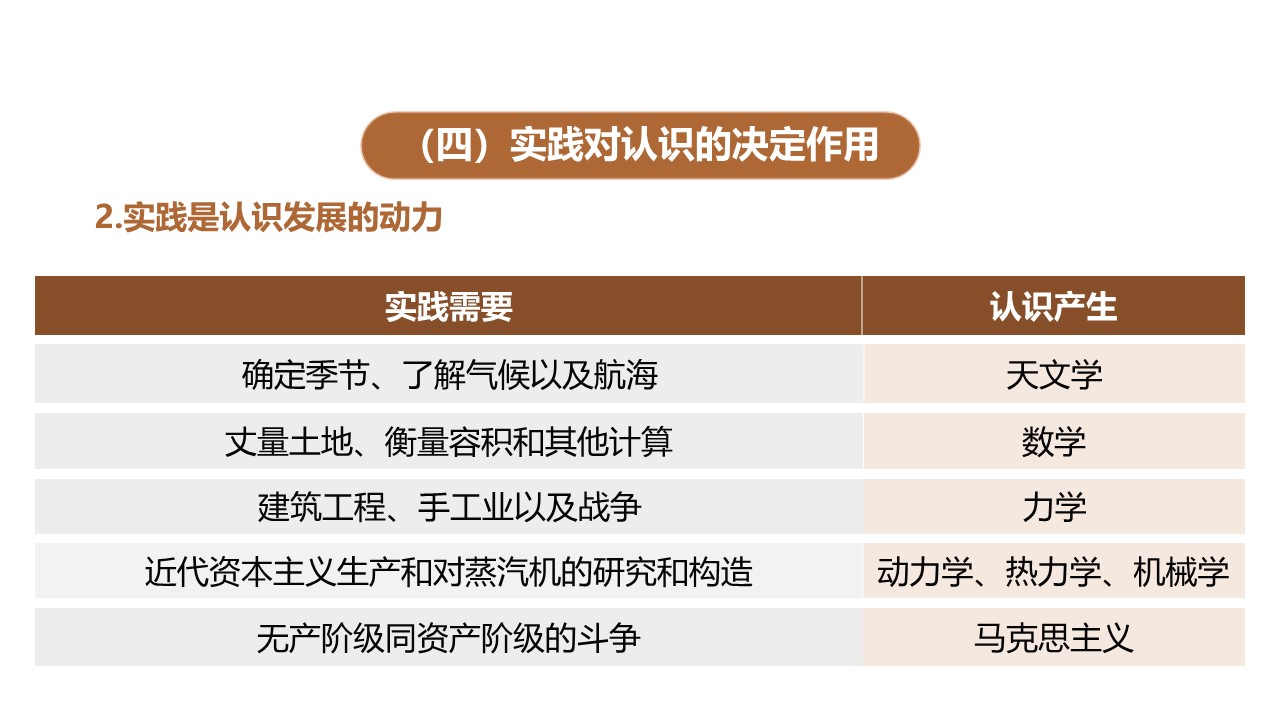 （四）实践对认识的决定作用
2.实践是认识发展的动力
实践需要 认识产生
确定季节、了解气候以及航海 天文学
丈量土地、衡量容积和其他计算 数学
建筑工程、手工业以及战争 力学
近代资本主义生产和对蒸汽机的研究和构造 动力学、热力学、机械学
无产阶级同资产阶级的斗争 马克思主义